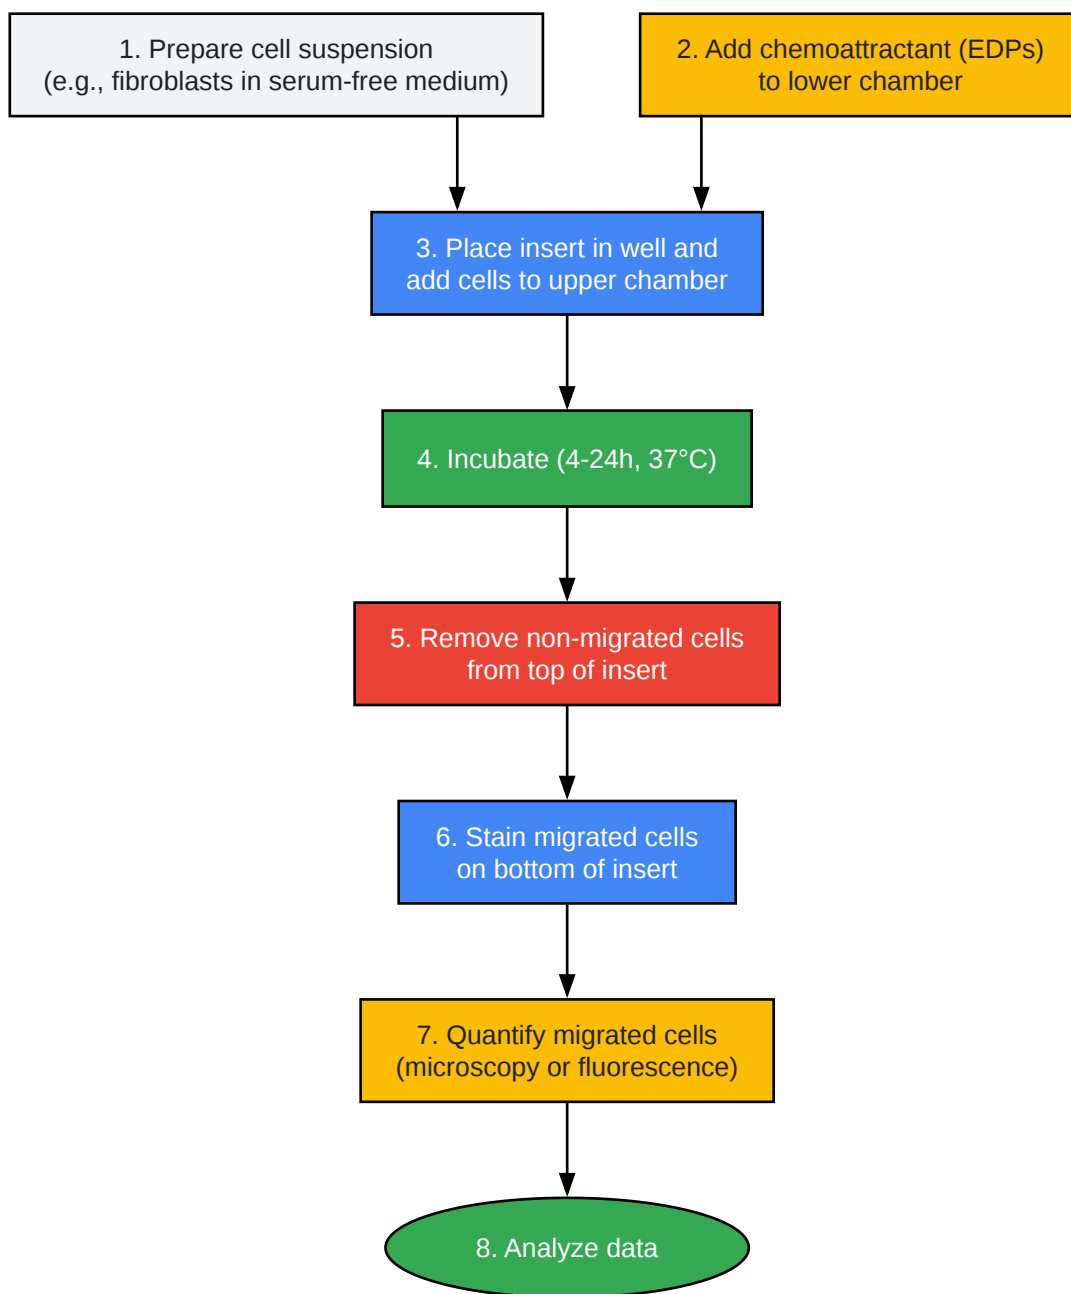 1. Prepare cell suspension
(e.g., fibroblasts in serum-free medium)
2. Add chemoattractant (EDPs)
to lower chamber
3. Place insert in well and
add cells to upper chamber
4. Incubate (4-24h, 37°C)
5. Remove non-migrated cells
from top of insert
6. Stain migrated cells
on bottom of insert
7. Quantify migrated cells
(microscopy or fluorescence)
8. Analyze data